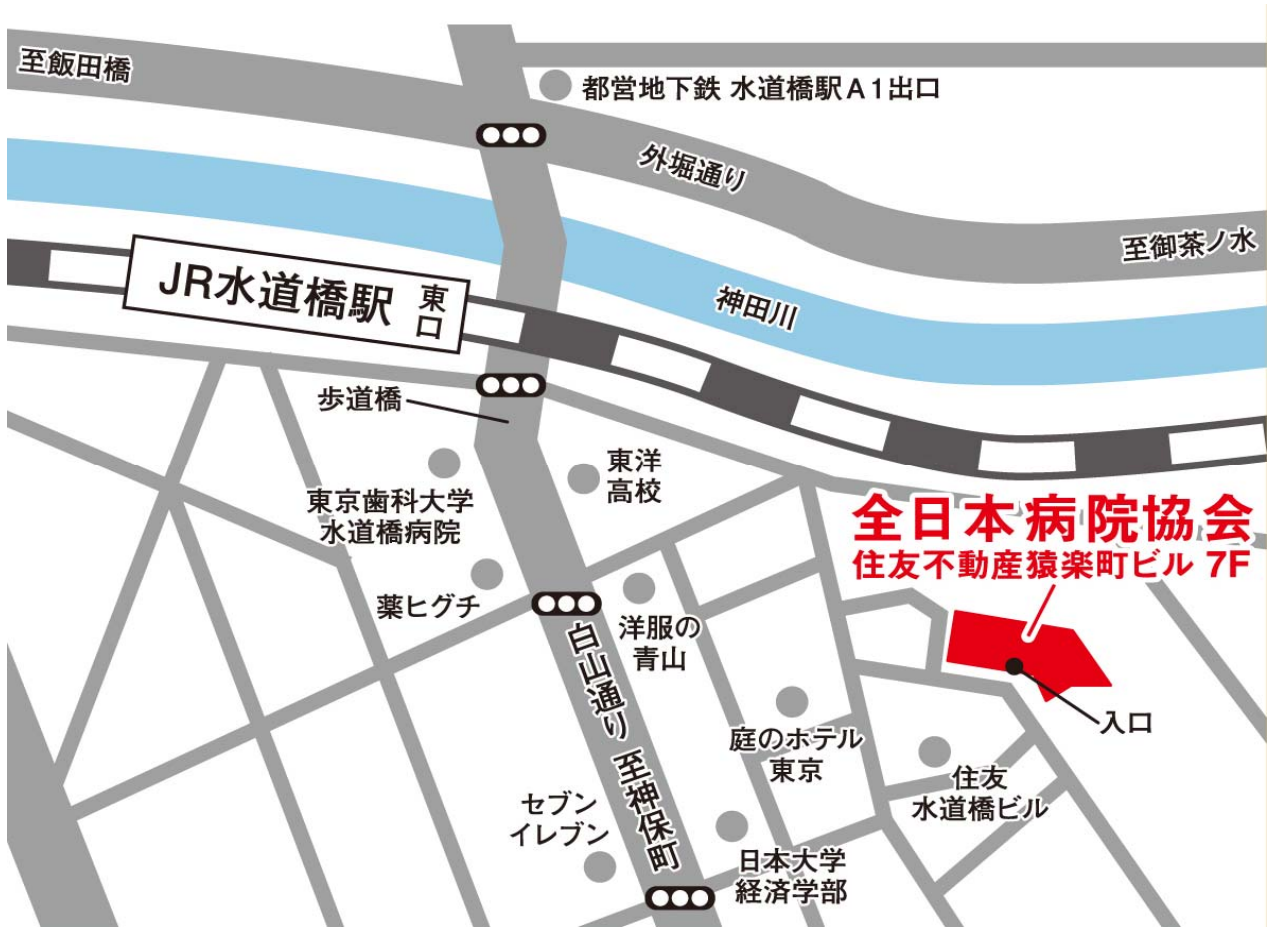 至飯田橋
都営地下鉄 水道橋駅A1出口
外堀通り
至御茶ノ水
JR水道橋駅 東口
神田川
歩道橋
東洋
高校
東京歯科大学
水道橋病院
全日本病院協会
住友不動産猿楽町ビル 7F
薬ヒグチ
洋服の
青山
白山通り 至神保町
入口
庭のホテル
東京
住友
水道橋ビル
セブン
イレブン
日本大学
経済学部